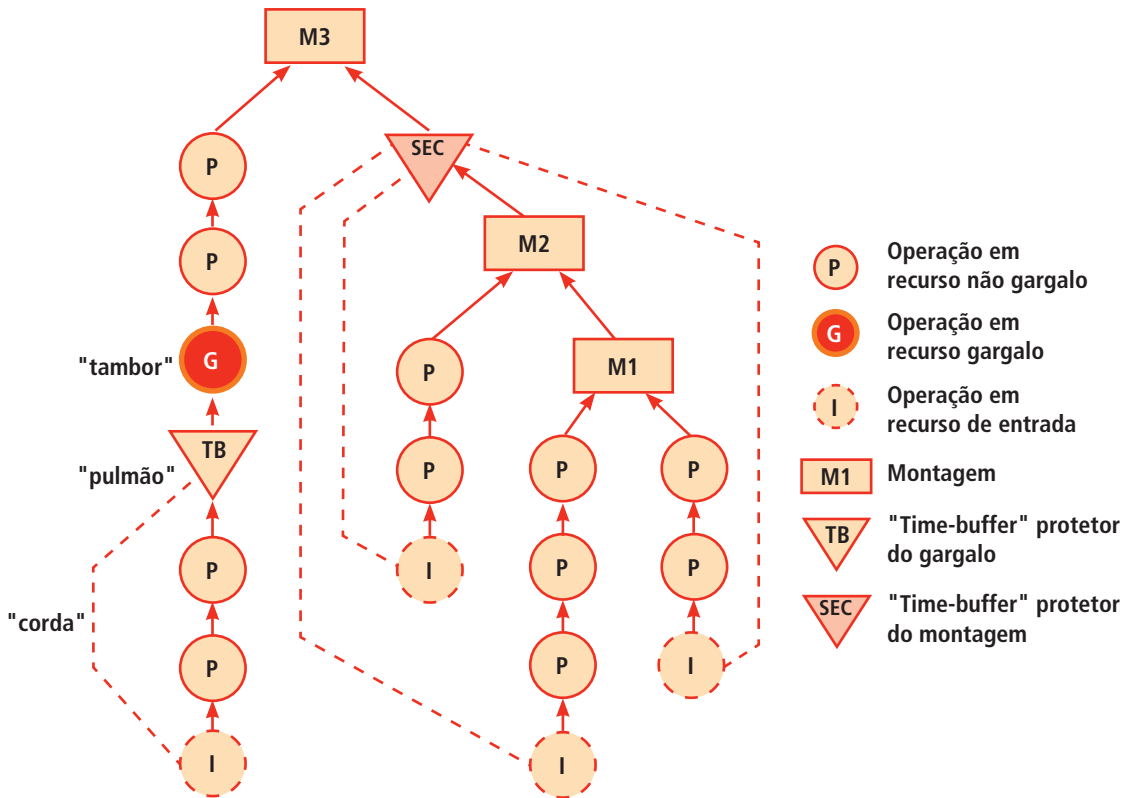 M3
P
SEC
P
M2
"tambor"
G
P
M1
"pulmão"
TB
P
P
P
I
P
P
P
"corda"
P
P
I
I
I
P
Operação em
recurso não gargalo
G
Operação em
recurso gargalo
I
Operação em
recurso de entrada
M1
Montagem
TB
"Time-buffer" protetor
do gargalo
SEC
"Time-buffer" protetor
do montagem